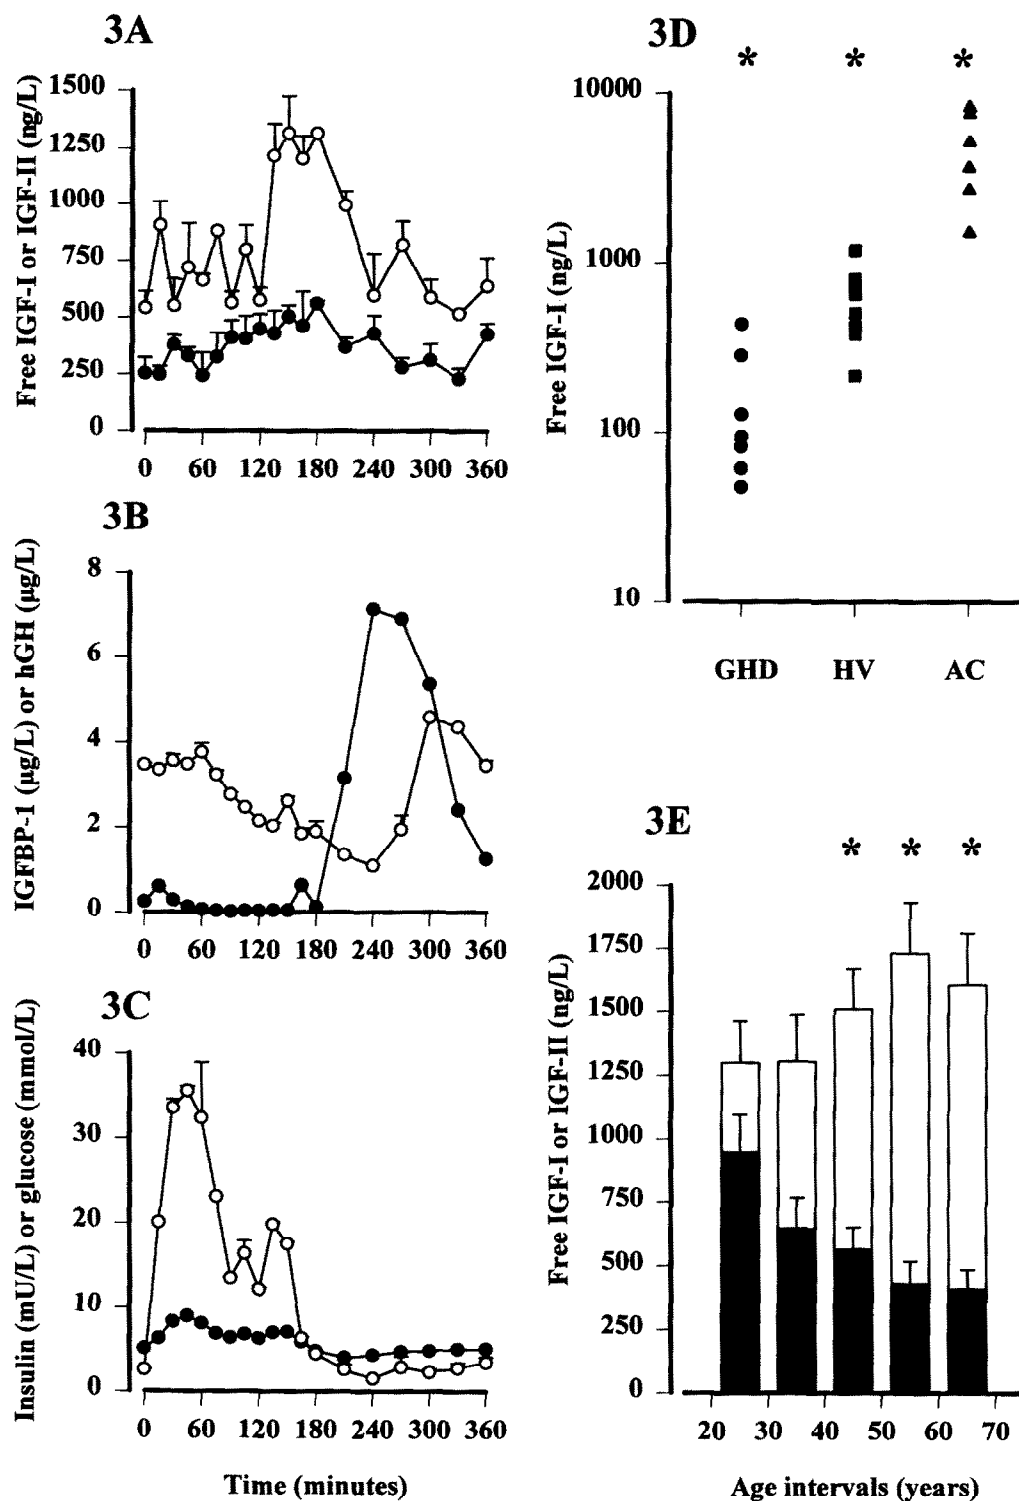 3A
Free IGF-I or IGF-II (ng/L)
1500
1250
1000
750
500
250
0
0 60 120 180 240 300 360
3B
IGFBP-1 (µg/L) or hGH (µg/L)
8
6
4
2
0
0 60 120 180 240 300 360
3C
Insulin (mU/L) or glucose (mmol/L)
40
30
20
10
0
0 60 120 180 240 300 360
Time (minutes)
3D
* * *
Free IGF-I (ng/L)
10000
1000
100
10
GHD HV AC
3E
* * *
Free IGF-I or IGF-II (ng/L)
2000
1750
1500
1250
1000
750
500
250
0
20 30 40 50 60 70
Age intervals (years)